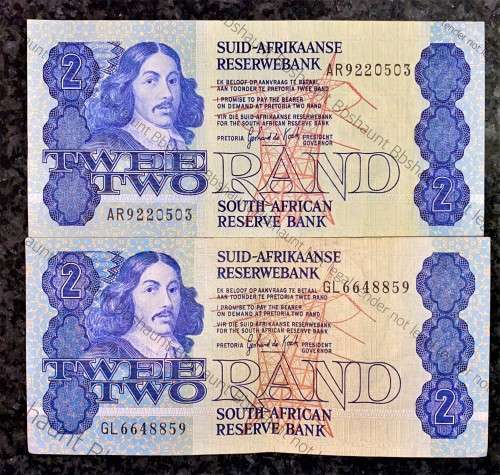 2
SUID-AFRIKAANSE
RESERWEBANK
AR9220503
EK BELOOF OP AANVRAAG TE BETAAL
AAN TOONDER TE PRETORIA TWEE RAND
I PROMISE TO PAY THE BEARER
ON DEMAND AT PRETORIA TWO RAND
VIR DIE SUID-AFRIKAANSE RESERWEBANK
FOR THE SOUTH AFRICAN RESERVE BANK
PRETORIA PRESIDENT
GOVERNOR
TWEE
TWO
RAND
2
AR9220503
SOUTH AFRICAN
RESERVE BANK
2
SUID-AFRIKAANSE
RESERWEBANK
GL6648859
EK BELOOF OP AANVRAAG TE BETAAL
AAN TOONDER TE PRETORIA TWEE RAND
I PROMISE TO PAY THE BEARER
ON DEMAND AT PRETORIA TWO RAND
VIR DIE SUID-AFRIKAANSE RESERWEBANK
FOR THE SOUTH AFRICAN RESERVE BANK
PRETORIA PRESIDENT
GOVERNOR
TWEE
TWO
RAND
2
GL6648859
SOUTH AFRICAN
RESERVE BANK
Bbshaunt not legal tender